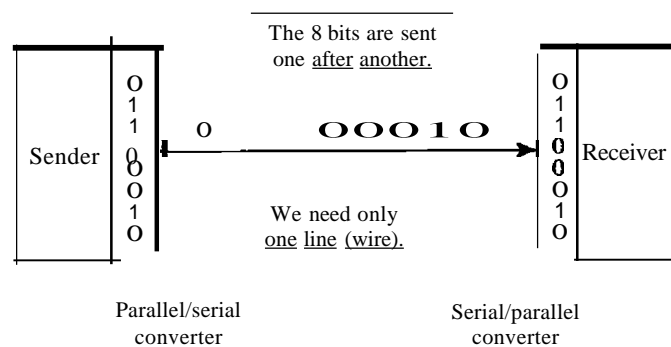 The 8 bits are sent
one after another.
Sender
0
1
1
0
0
0
1
0
0 00010
0
1
1
0
0
0
1
0
Receiver
We need only
one line (wire).
Parallel/serial
converter
Serial/parallel
converter